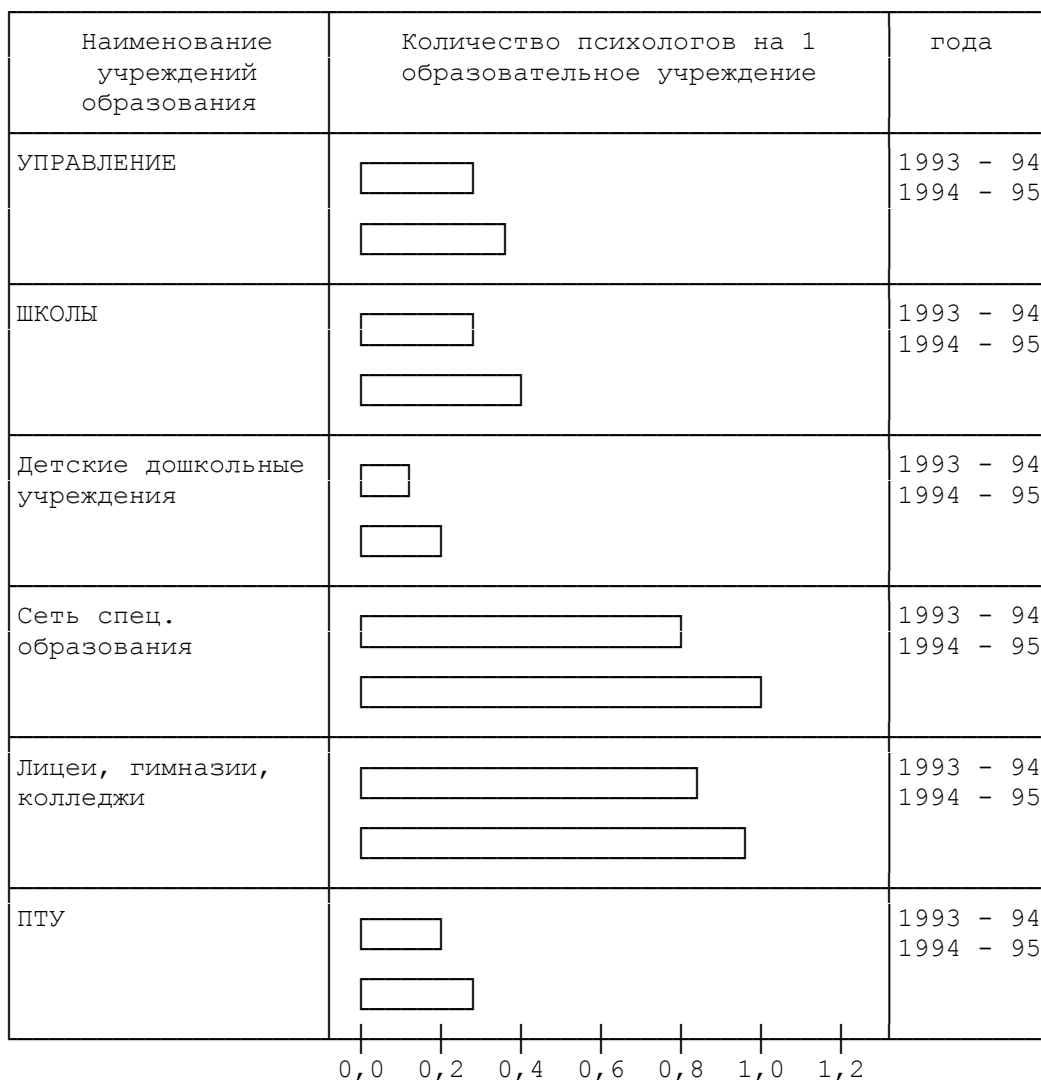 Наименование учреждений образования
Количество психологов на 1 образовательное учреждение
года
УПРАВЛЕНИЕ
1993 - 94
1994 - 95
ШКОЛЫ
1993 - 94
1994 - 95
Детские дошкольные
учреждения
1993 - 94
1994 - 95
Сеть спец.
образования
1993 - 94
1994 - 95
Лицеи, гимназии,
колледжи
1993 - 94
1994 - 95
ПТУ
1993 - 94
1994 - 95
0,0 0,2 0,4 0,6 0,8 1,0 1,2